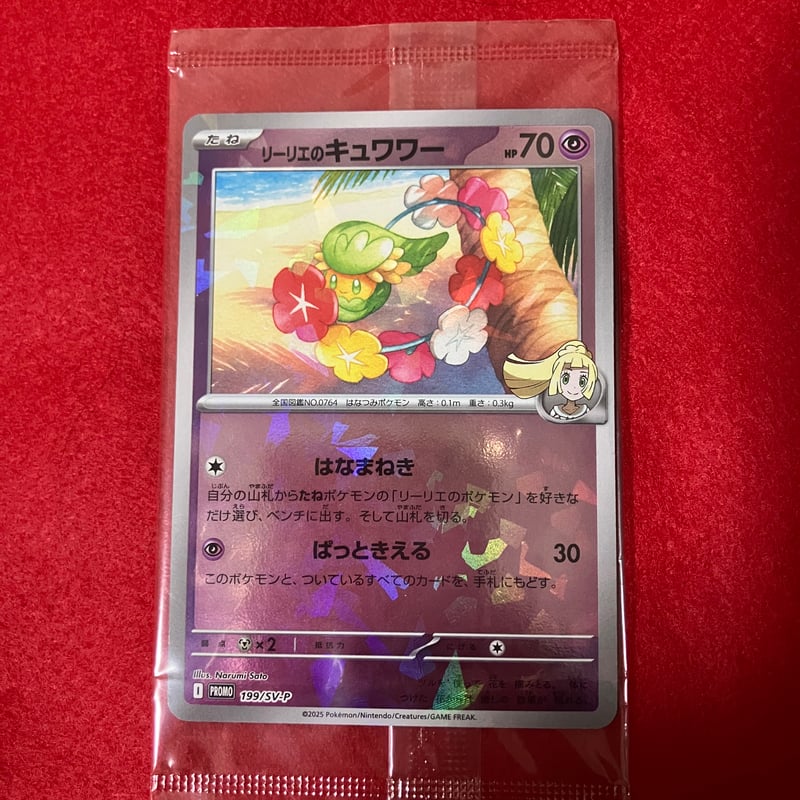 たね
リーリエのキュワワー
HP70
全国図鑑NO.0764 はなつみポケモン 高さ：0.1m 重さ：0.3kg
はなまねき
自分の山札からたねポケモンの「リーリエのポケモン」を好きな
だけ選び、ベンチに出す。そして山札を切る。
ぱっときえる 30
このポケモンと、ついているすべてのカードを、手札にもどす。
弱点 ×2 抵抗力 にげる
Illus. Narumi Sato
I PROMO 199/SV-P
©2025 Pokémon/Nintendo/Creatures/GAME FREAK.